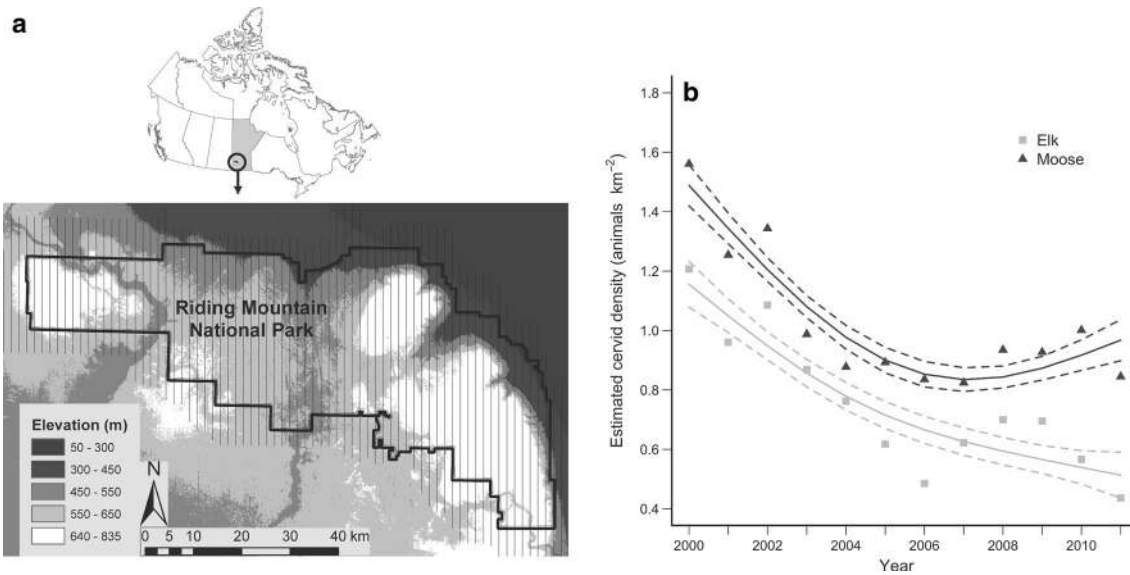 a
Riding Mountain
National Park
Elevation (m)
50 - 300
300 - 450
450 - 550
550 - 650
640 - 835
N
0 5 10 20 30 40 km
b
Elk
Moose
Estimated cervid density (animals km⁻²)
1.8
1.6
1.4
1.2
1.0
0.8
0.6
0.4
2000 2002 2004 2006 2008 2010
Year